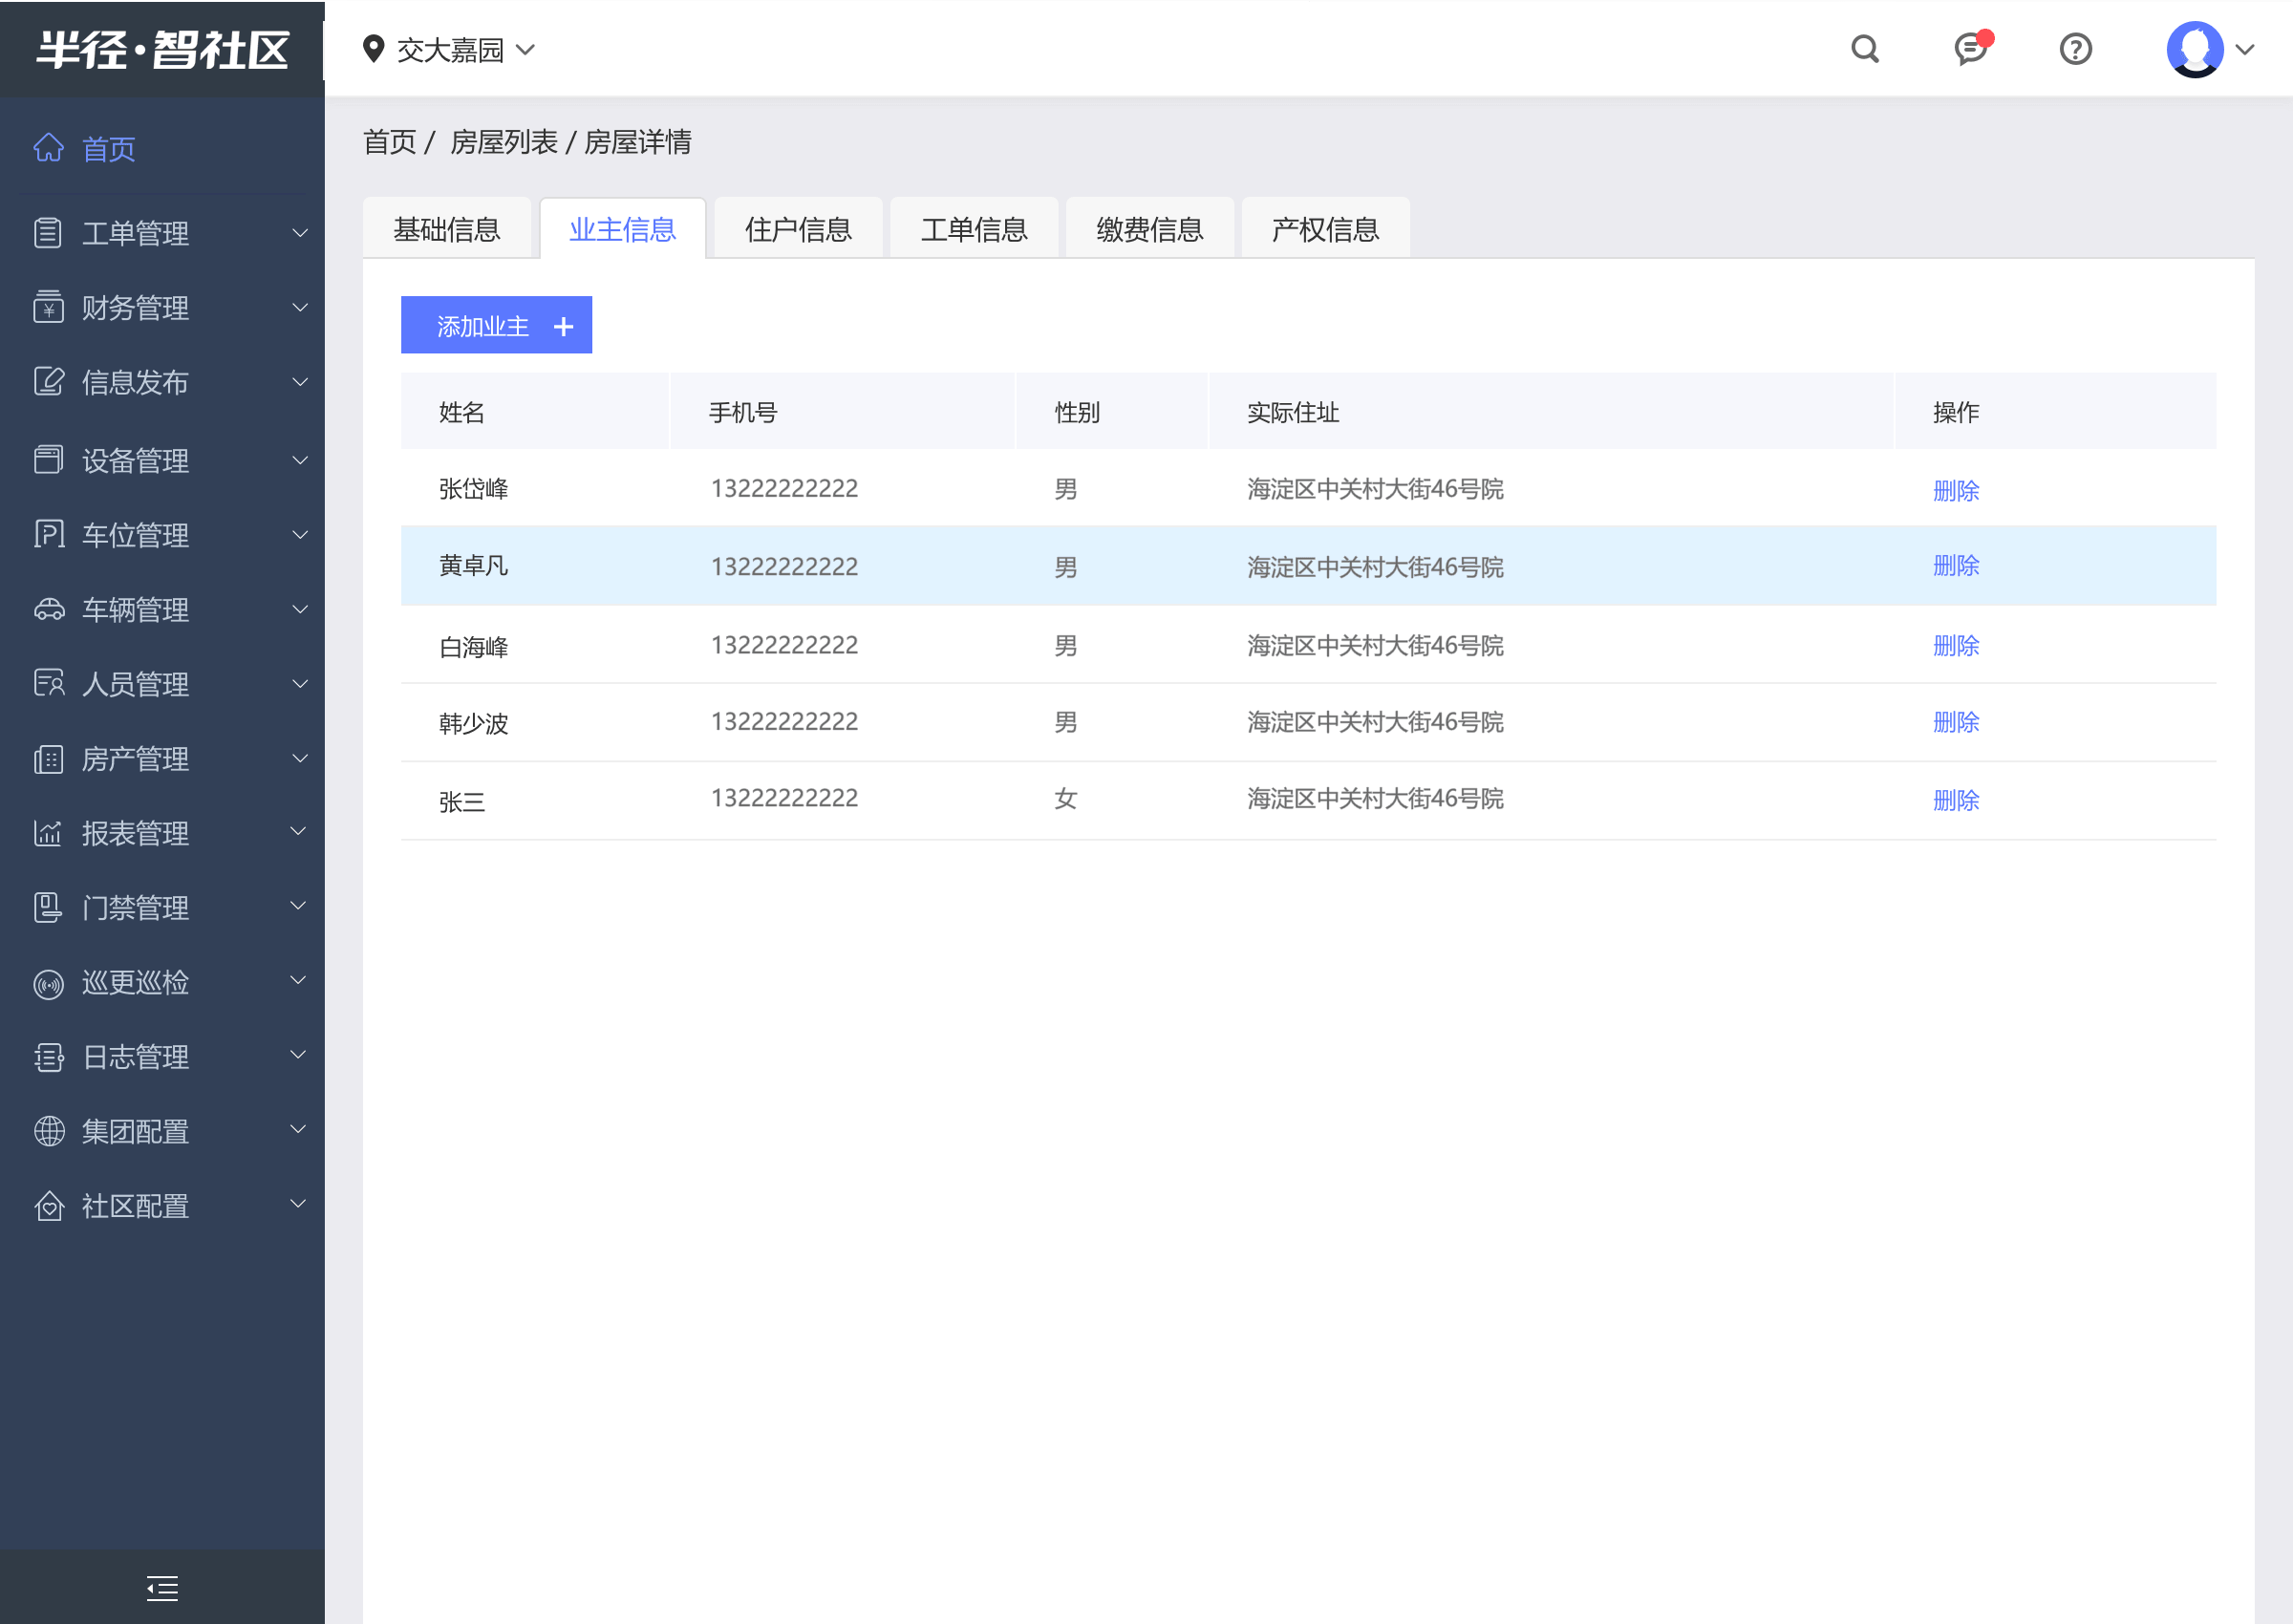 半径·智社区
交大嘉园
首页
工单管理
财务管理
信息发布
设备管理
车位管理
车辆管理
人员管理
房产管理
报表管理
门禁管理
巡更巡检
日志管理
集团配置
社区配置
首页 / 房屋列表 / 房屋详情
基础信息 业主信息 住户信息 工单信息 缴费信息 产权信息
添加业主 +
姓名 手机号 性别 实际住址 操作
张岱峰 13222222222 男 海淀区中关村大街46号院 删除
黄卓凡 13222222222 男 海淀区中关村大街46号院 删除
白海峰 13222222222 男 海淀区中关村大街46号院 删除
韩少波 13222222222 男 海淀区中关村大街46号院 删除
张三 13222222222 女 海淀区中关村大街46号院 删除